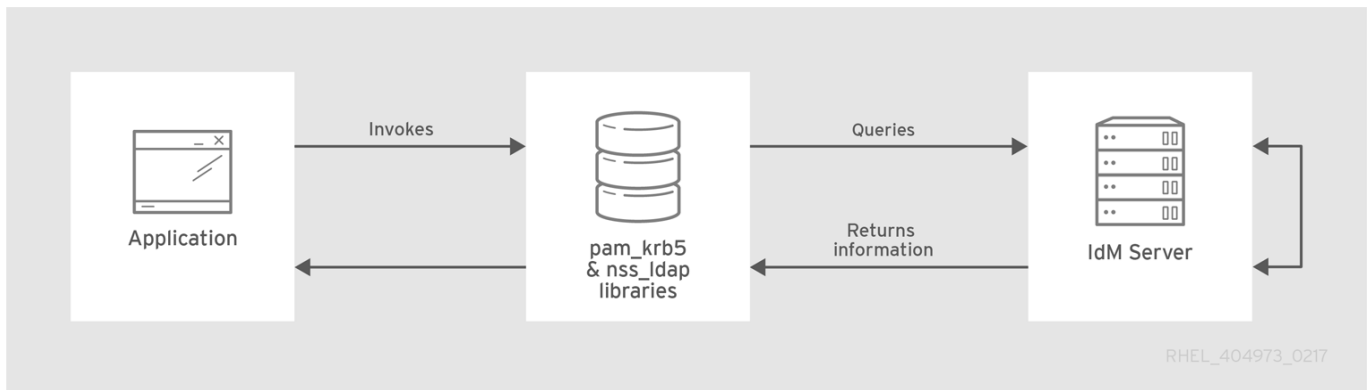 Invokes
Queries
Application
pam_krb5
& nss_ldap
libraries
Returns
information
IdM Server
RHEL_404973_0217